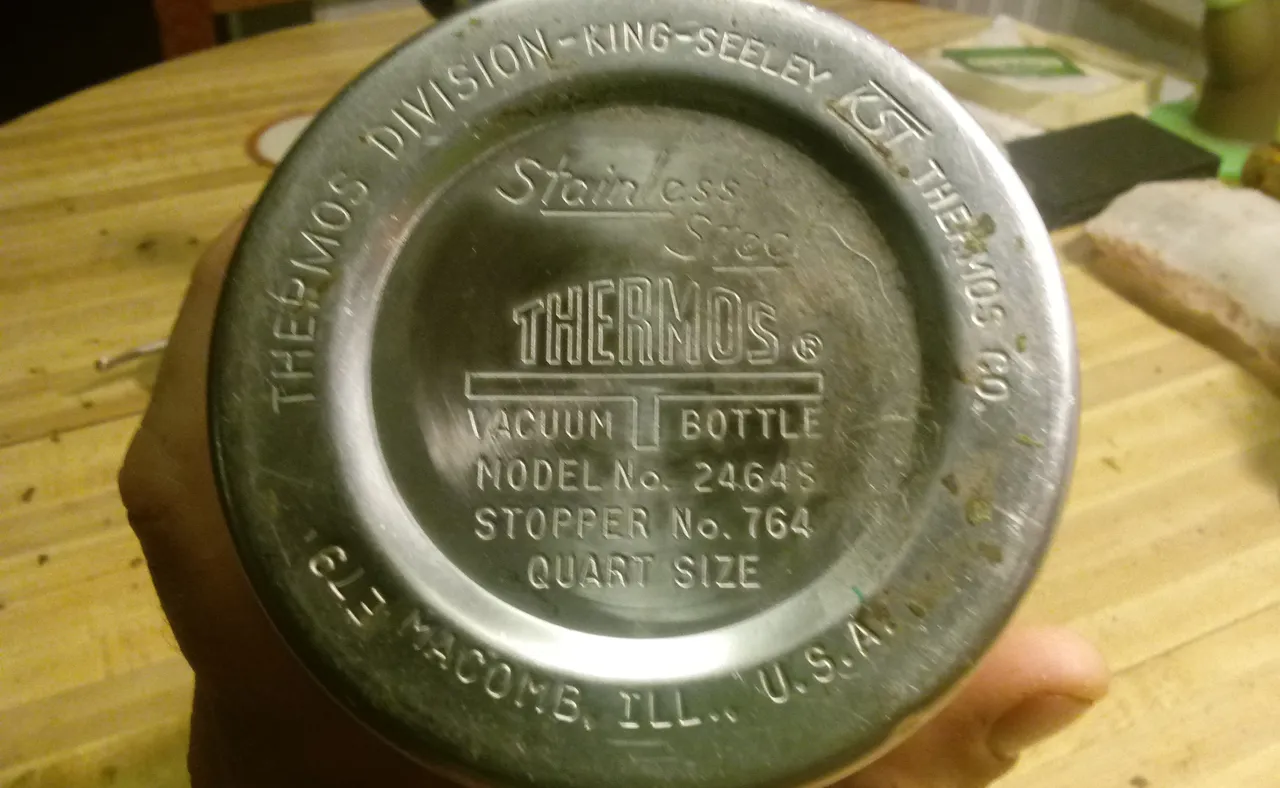 THERMOS DIVISION-KING-SEELEY KST THERMOS CO.
Stainless
Steel
THERMOS®
VACUUM BOTTLE
MODEL No. 2464S
STOPPER No. 764
QUART SIZE
MACOMB, ILL., U.S.A.